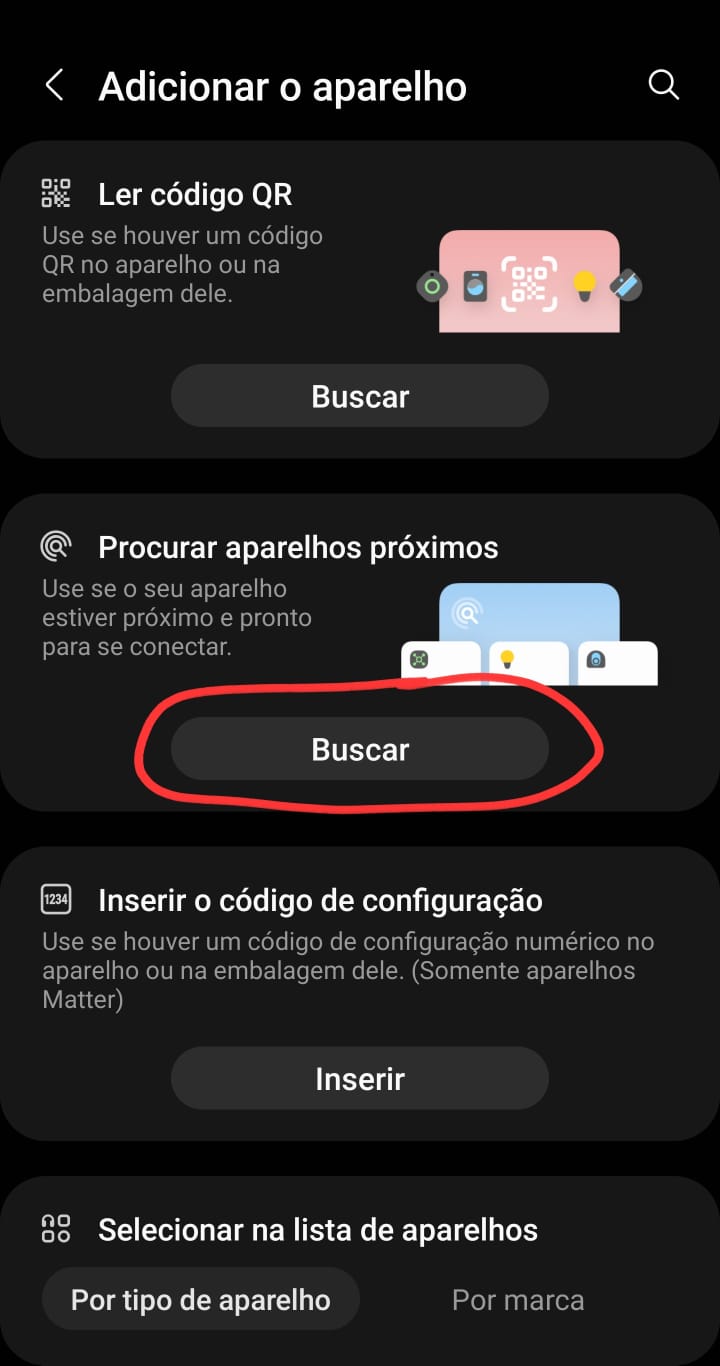 Adicionar o aparelho
Ler código QR
Use se houver um código
QR no aparelho ou na
embalagem dele.
Buscar
Procurar aparelhos próximos
Use se o seu aparelho
estiver próximo e pronto
para se conectar.
Buscar
1234
Inserir o código de configuração
Use se houver um código de configuração numérico no
aparelho ou na embalagem dele. (Somente aparelhos
Matter)
Inserir
Selecionar na lista de aparelhos
Por tipo de aparelho
Por marca